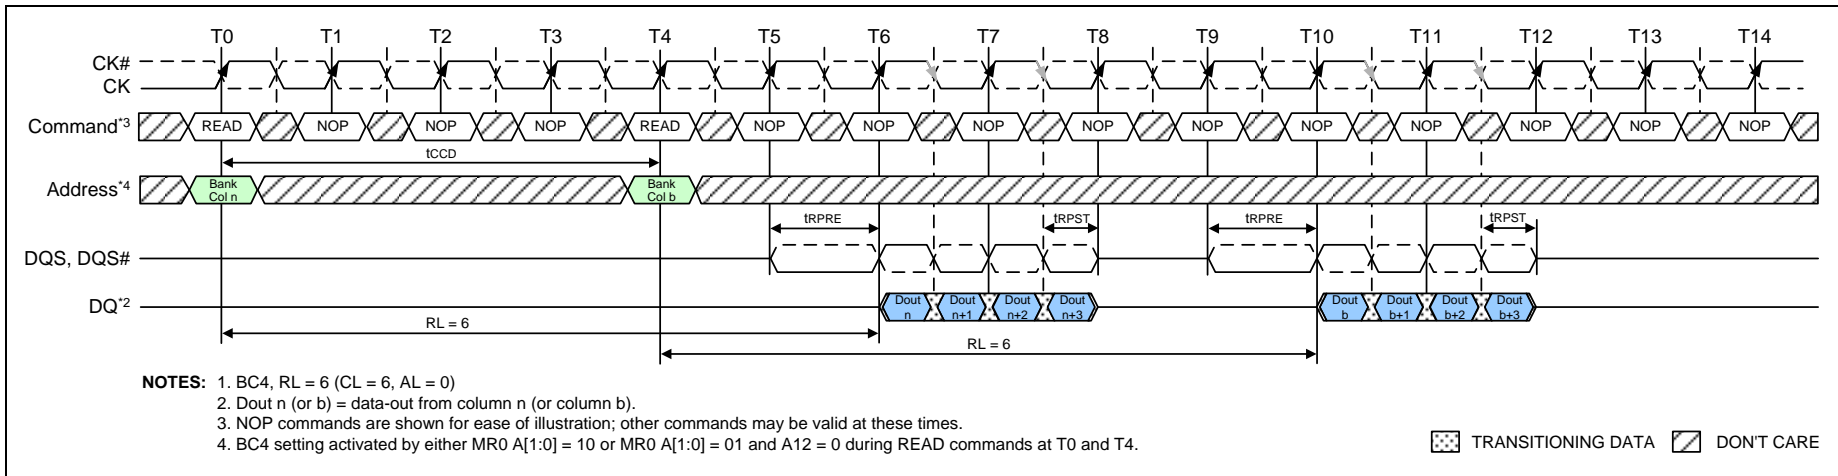 T0 T1 T2 T3 T4 T5 T6 T7 T8 T9 T10 T11 T12 T13 T14
CK#
CK
Command*3 READ NOP NOP NOP READ NOP NOP NOP NOP NOP NOP NOP NOP NOP NOP
tCCD
Address*4 Bank Col n Bank Col b
tRPRE tRPST tRPRE tRPST
DQS, DQS#
DQ*2 Dout n Dout n+1 Dout n+2 Dout n+3 Dout b Dout b+1 Dout b+2 Dout b+3
RL = 6
RL = 6
NOTES: 1. BC4, RL = 6 (CL = 6, AL = 0)
2. Dout n (or b) = data-out from column n (or column b).
3. NOP commands are shown for ease of illustration; other commands may be valid at these times.
4. BC4 setting activated by either MR0 A[1:0] = 10 or MR0 A[1:0] = 01 and A12 = 0 during READ commands at T0 and T4.
TRANSITIONING DATA DON'T CARE